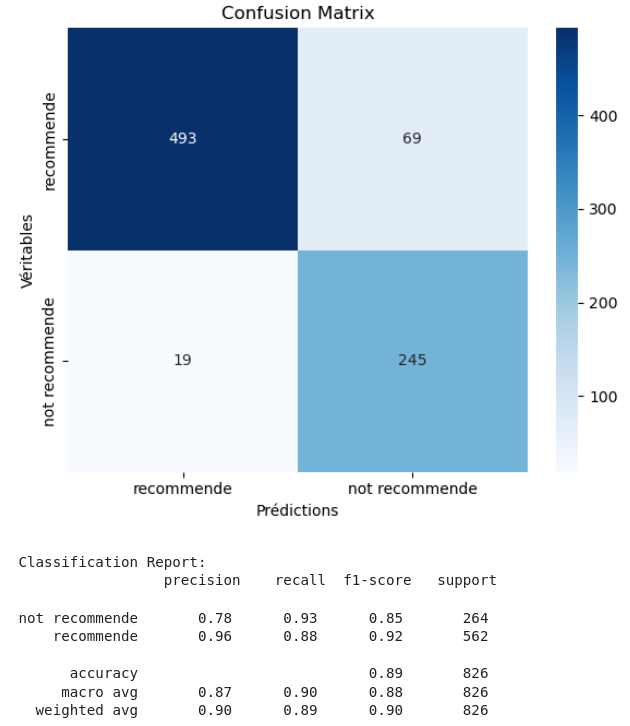 Confusion Matrix
recommende
not recommende
Véritables
493
69
19
245
400
300
200
100
recommende
not recommende
Prédictions
Classification Report:
precision recall f1-score support
not recommende 0.78 0.93 0.85 264
recommende 0.96 0.88 0.92 562
accuracy 0.89 826
macro avg 0.87 0.90 0.88 826
weighted avg 0.90 0.89 0.90 826